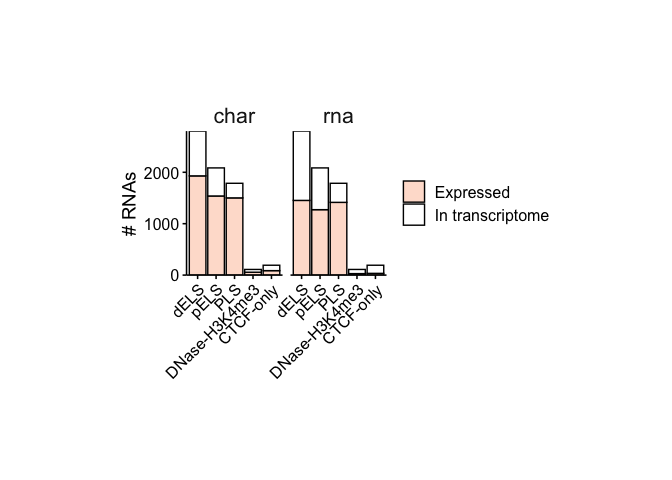 char rna
# RNAs
2000
1000
0
Expressed
In transcriptome
dELS
pELS
PLS
DNase-H3K4me3
CTCF-only
dELS
pELS
PLS
DNase-H3K4me3
CTCF-only